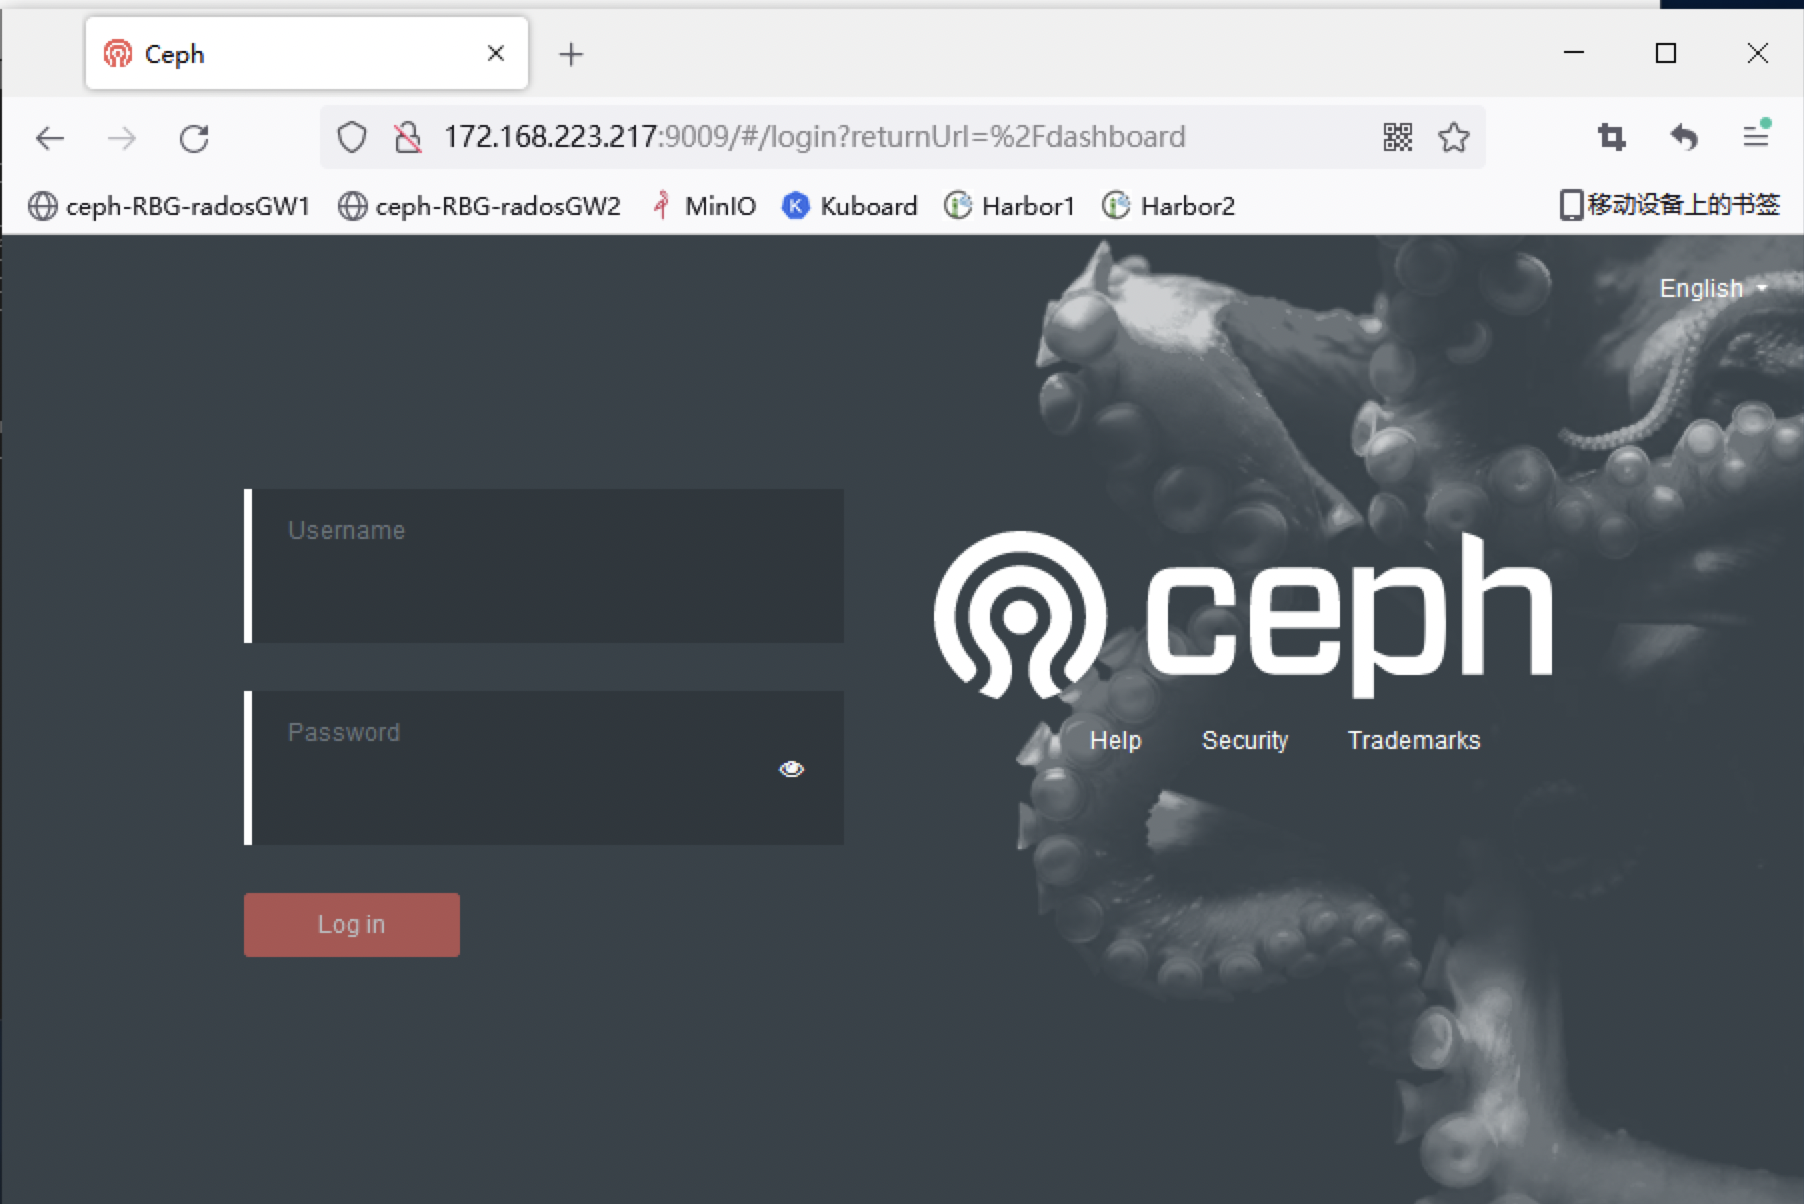 Ceph
172.168.223.217:9009/#/login?returnUrl=%2Fdashboard
ceph-RBG-radosGW1 ceph-RBG-radosGW2 MinIO Kuboard Harbor1 Harbor2 移动设备上的书签
English
Username
ceph
Password
Help Security Trademarks
Log in